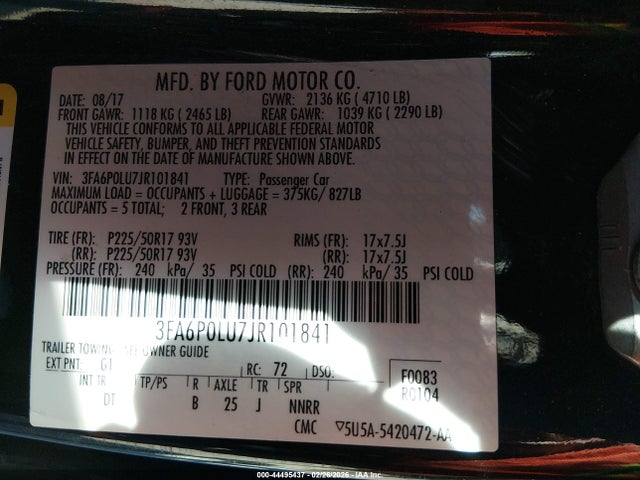 MFD. BY FORD MOTOR CO.
DATE: 08/17 GVWR: 2136 KG ( 4710 LB)
FRONT GAWR: 1118 KG ( 2465 LB) REAR GAWR: 1039 KG ( 2290 LB)
THIS VEHICLE CONFORMS TO ALL APPLICABLE FEDERAL MOTOR
VEHICLE SAFETY, BUMPER, AND THEFT PREVENTION STANDARDS
IN EFFECT ON THE DATE OF MANUFACTURE SHOWN ABOVE.
VIN: 3FA6P0LU7JR101841 TYPE: Passenger Car
MAXIMUM LOAD = OCCUPANTS + LUGGAGE = 375KG/ 827LB
OCCUPANTS = 5 TOTAL; 2 FRONT, 3 REAR
TIRE (FR): P225/50R17 93V RIMS (FR): 17x7.5J
(RR): P225/50R17 93V (RR): 17x7.5J
PRESSURE (FR): 240 kPa/ 35 PSI COLD (RR): 240 kPa/ 35 PSI COLD
3FA6P0LU7JR101841
TRAILER TOWING OWNER GUIDE
EXT PNT: G1 RC: 72 DSO: F0083
R0104
INT TR TP/PS R AXLE TR SPR
DT B 25 J NNRR
CMC ▽5U5A-5420472-AA
000-44495437 - 02/26/2026 - IAA Inc.